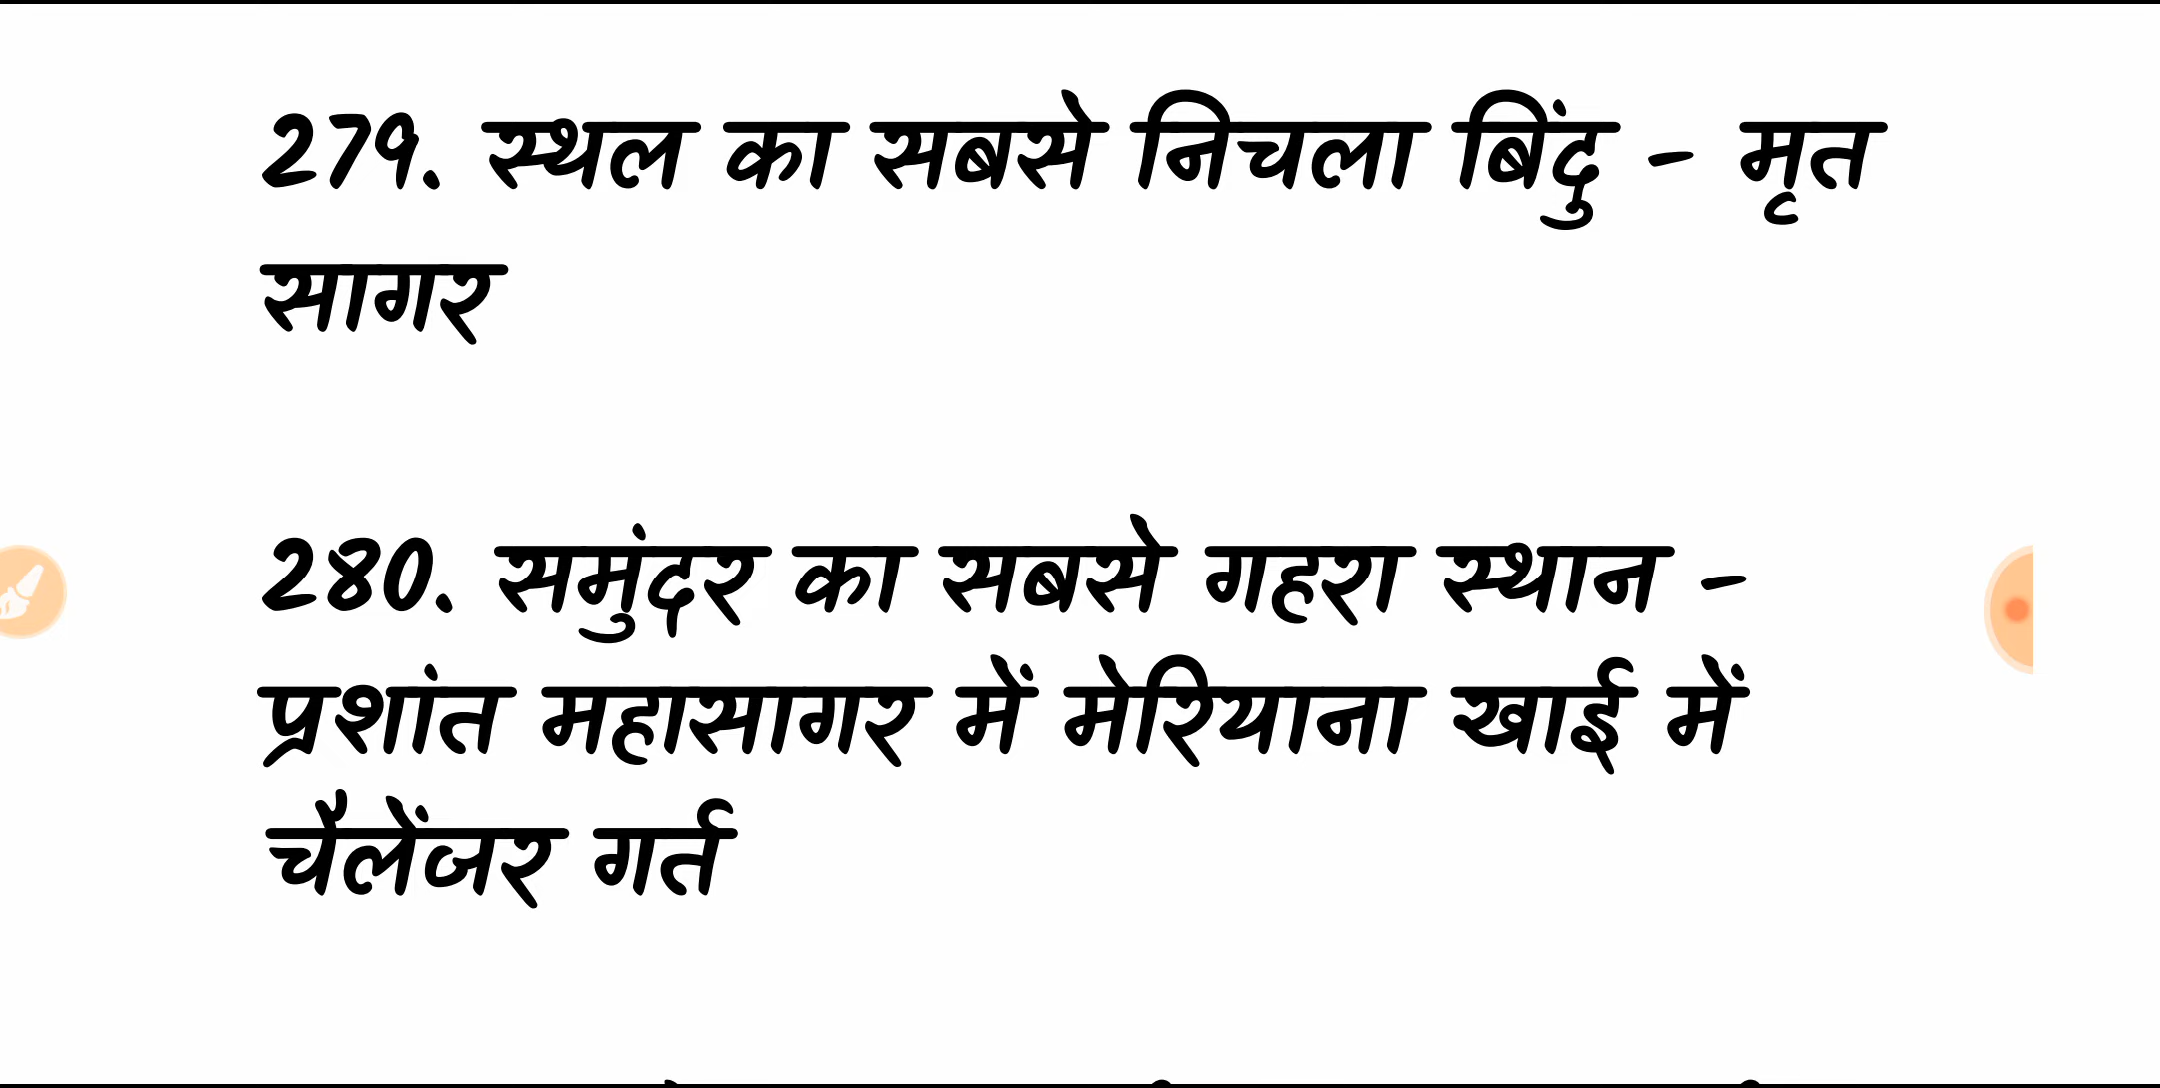 279. स्थल का सबसे निचला बिंदु - मृत
सागर
280. समुंदर का सबसे गहरा स्थान -
प्रशांत महासागर में मेरियाना खाई में
चैलेंजर गर्त